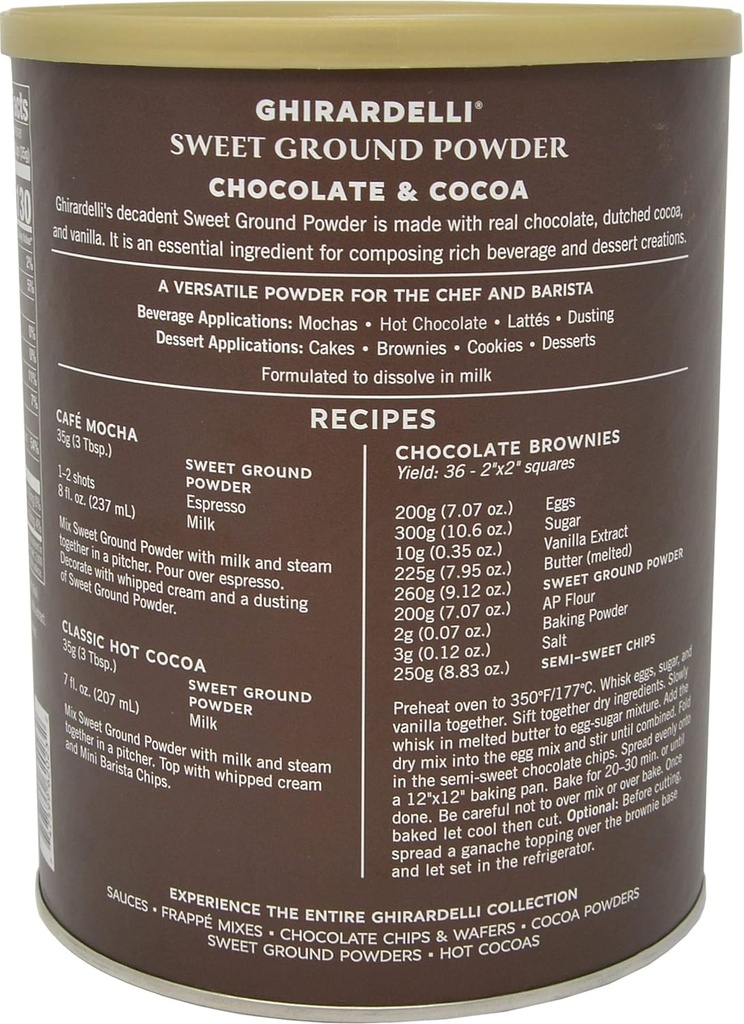 GHIRARDELLI®
SWEET GROUND POWDER
CHOCOLATE & COCOA
Ghirardelli's decadent Sweet Ground Powder is made with real chocolate, dutched cocoa,
and vanilla. It is an essential ingredient for composing rich beverage and dessert creations.
A VERSATILE POWDER FOR THE CHEF AND BARISTA
Beverage Applications: Mochas • Hot Chocolate • Lattés • Dusting
Dessert Applications: Cakes • Brownies • Cookies • Desserts
Formulated to dissolve in milk
RECIPES
CAFÉ MOCHA
35g (3 Tbsp.) SWEET GROUND
POWDER
1-2 shots Espresso
8 fl. oz. (237 mL) Milk
Mix Sweet Ground Powder with milk and steam
together in a pitcher. Pour over espresso.
Decorate with whipped cream and a dusting
of Sweet Ground Powder.
CLASSIC HOT COCOA
35g (3 Tbsp.) SWEET GROUND
POWDER
7 fl. oz. (207 mL) Milk
Mix Sweet Ground Powder with milk and steam
together in a pitcher. Top with whipped cream
and Mini Barista Chips.
CHOCOLATE BROWNIES
Yield: 36 - 2"x2" squares
200g (7.07 oz.) Eggs
300g (10.6 oz.) Sugar
10g (0.35 oz.) Vanilla Extract
225g (7.95 oz.) Butter (melted)
260g (9.12 oz.) SWEET GROUND POWDER
200g (7.07 oz.) AP Flour
2g (0.07 oz.) Baking Powder
3g (0.12 oz.) Salt
250g (8.83 oz.) SEMI-SWEET CHIPS
Preheat oven to 350°F/177°C. Whisk eggs, sugar, and
vanilla together. Sift together dry ingredients. Slowly
whisk in melted butter to egg-sugar mixture. Add the
dry mix into the egg mix and stir until combined. Fold
in the semi-sweet chocolate chips. Spread evenly onto
a 12"x12" baking pan. Bake for 20-30 min. or until
done. Be careful not to over mix or over bake. Once
baked let cool then cut. Optional: Before cutting,
spread a ganache topping over the brownie base
and let set in the refrigerator.
EXPERIENCE THE ENTIRE GHIRARDELLI COLLECTION
SAUCES • FRAPPÉ MIXES • CHOCOLATE CHIPS & WAFERS • COCOA POWDERS
SWEET GROUND POWDERS • HOT COCOAS